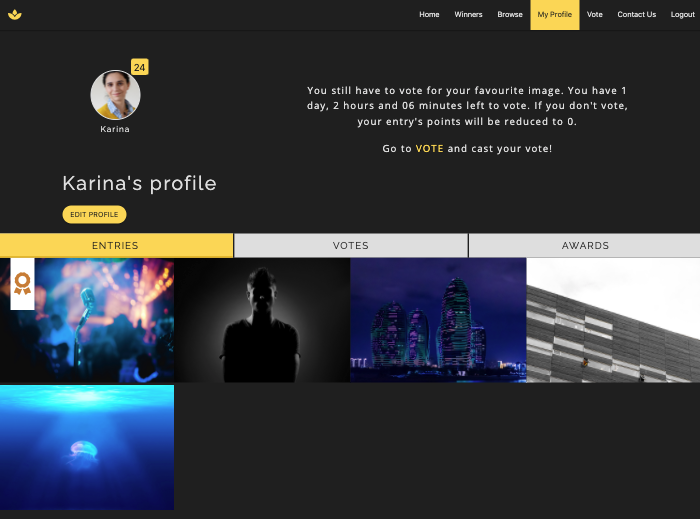 Home Winners Browse My Profile Vote Contact Us Logout
24
Karina
You still have to vote for your favourite image. You have 1
day, 2 hours and 06 minutes left to vote. If you don't vote,
your entry's points will be reduced to 0.
Go to VOTE and cast your vote!
Karina's profile
EDIT PROFILE
ENTRIES VOTES AWARDS